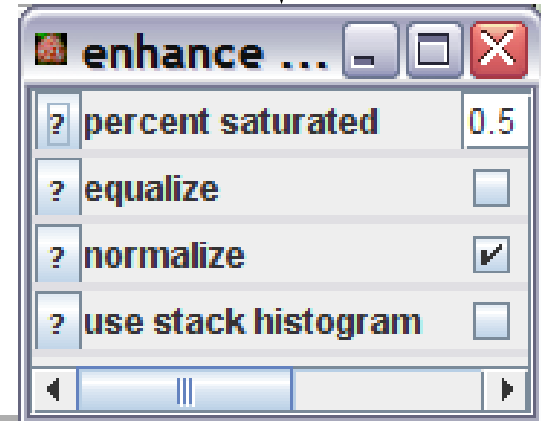 enhance ...
? percent saturated 0.5
? equalize
? normalize
? use stack histogram